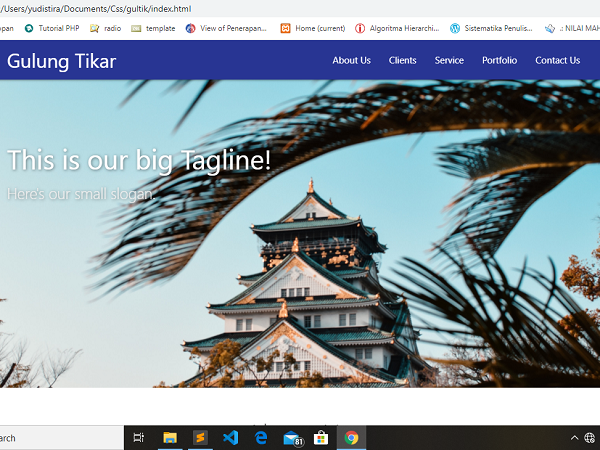 /Users/yudistira/Documents/Css/gultik/index.html
opan Tutorial PHP radio template View of Penerapan... Home (current) Algoritma Hierarchi... Sistematika Penulis... .: NILAI MAH
Gulung Tikar About Us Clients Service Portfolio Contact Us
This is our big Tagline!
Here's our small slogan.
arch 81